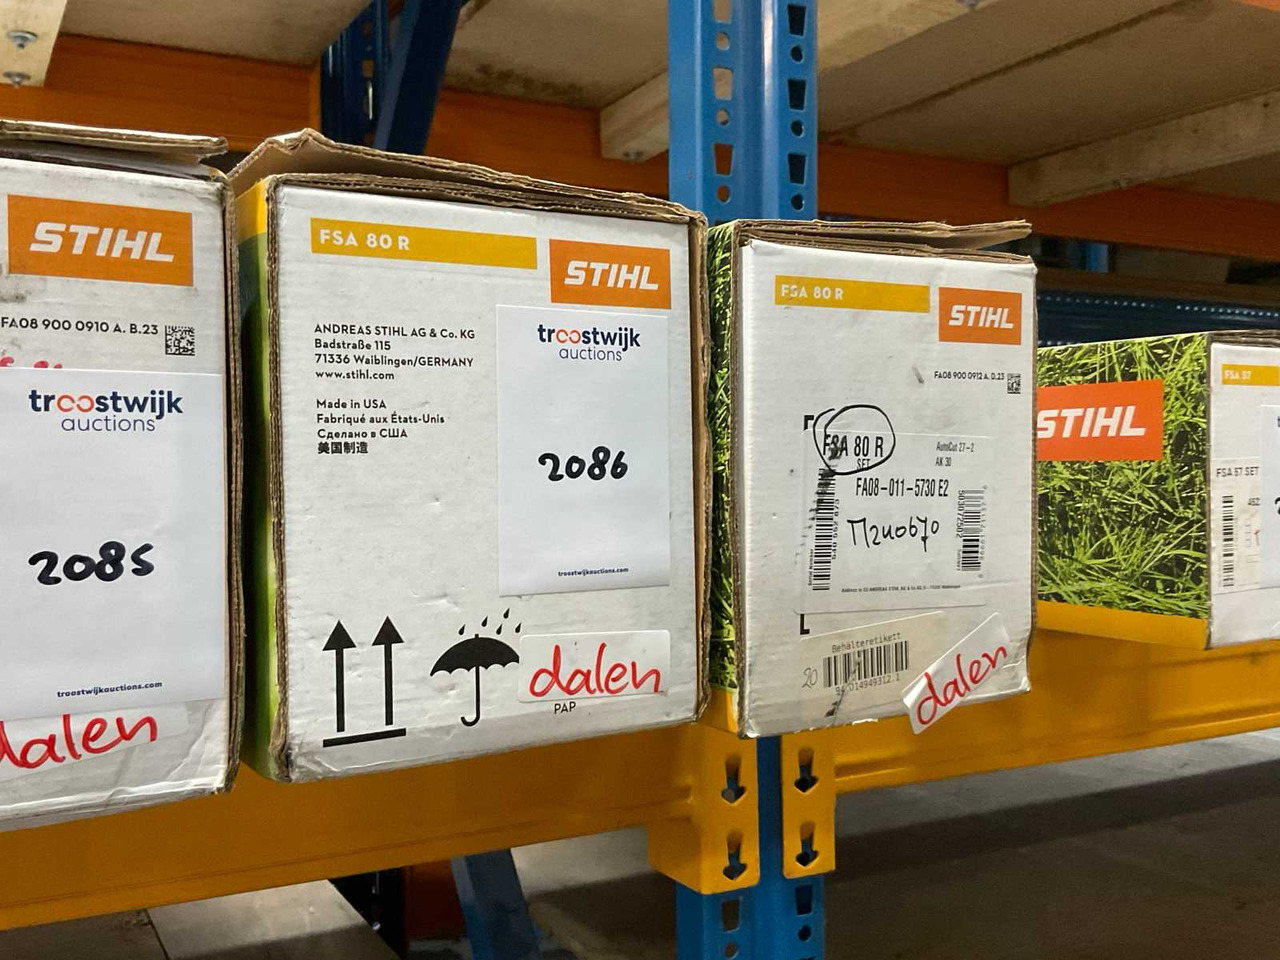 STIHL
FA08 900 0910 A. B.23
troostwijk
auctions
2085
troostwijkauctions.com
dalen
FSA 80 R
STIHL
ANDREAS STIHL AG & Co. KG
Badstraße 115
71336 Waiblingen/GERMANY
www.stihl.com
Made in USA
Fabriqué aux États-Unis
Сделано в США
美国制造
troostwijk
auctions
2086
troostwijkauctions.com
dalen
PAP
FSA 80 R
STIHL
FA08 900 0912 A. D.23
FSA 80 R
SET
AutoCut 27-2
AK 30
FA08-011-5730 E2
Behälteretikett
20
dalen
STIHL
FSA 57
FSA 57 SET